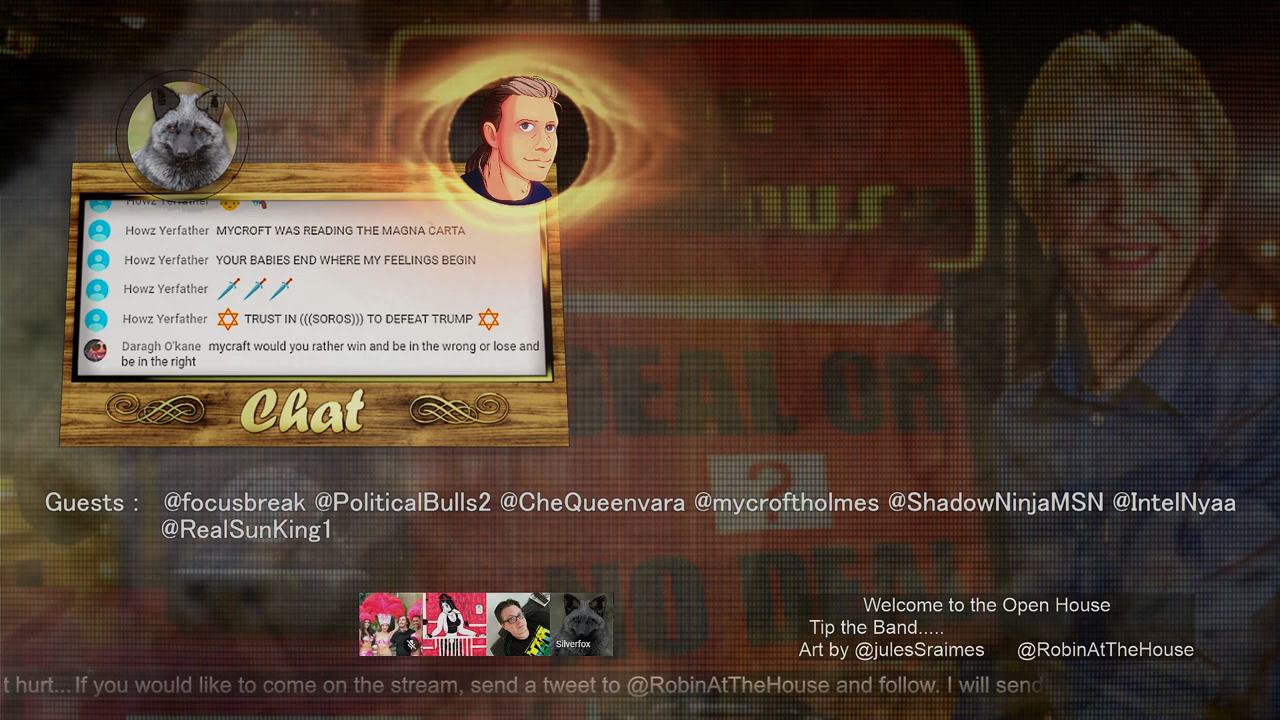 Howz Yerfather
Howz Yerfather MYCROFT WAS READING THE MAGNA CARTA
Howz Yerfather YOUR BABIES END WHERE MY FEELINGS BEGIN
Howz Yerfather 🗡️🗡️🗡️
Howz Yerfather 🔯 TRUST IN (((SOROS))) TO DEFEAT TRUMP 🔯
Daragh O'kane mycraft would you rather win and be in the wrong or lose and
be in the right
Chat
DEAL OR
?
NO DEAL
Guests : @focusbreak @PoliticalBulls2 @CheQueenvara @mycroftholmes @ShadowNinjaMSN @IntelNyaa
@RealSunKing1
Silverfox
Welcome to the Open House
Tip the Band.....
Art by @julesSraimes @RobinAtTheHouse
t hurt... If you would like to come on the stream, send a tweet to @RobinAtTheHouse and follow. I will send